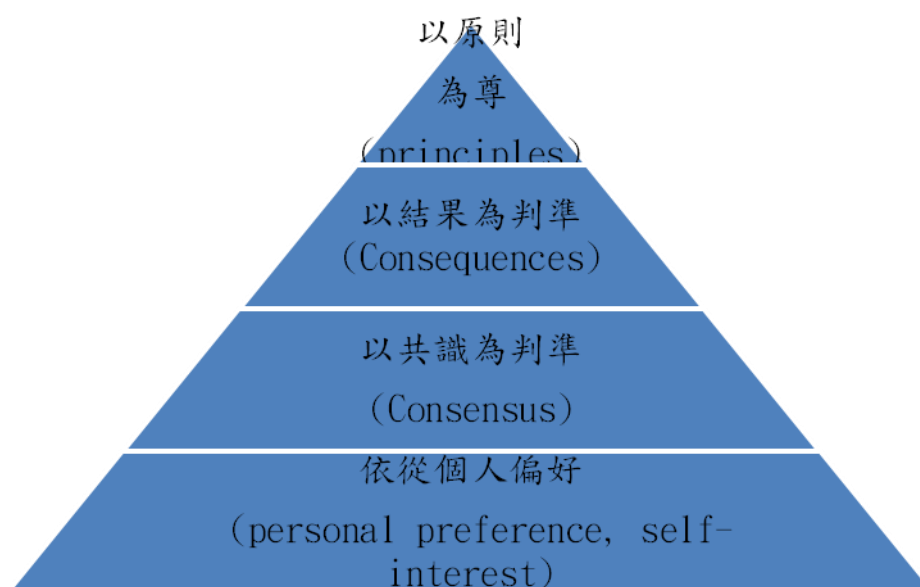 以原則
為尊
(principles)
以結果為判準
(Consequences)
以共識為判準
(Consensus)
依從個人偏好
(personal preference, self-
interest)